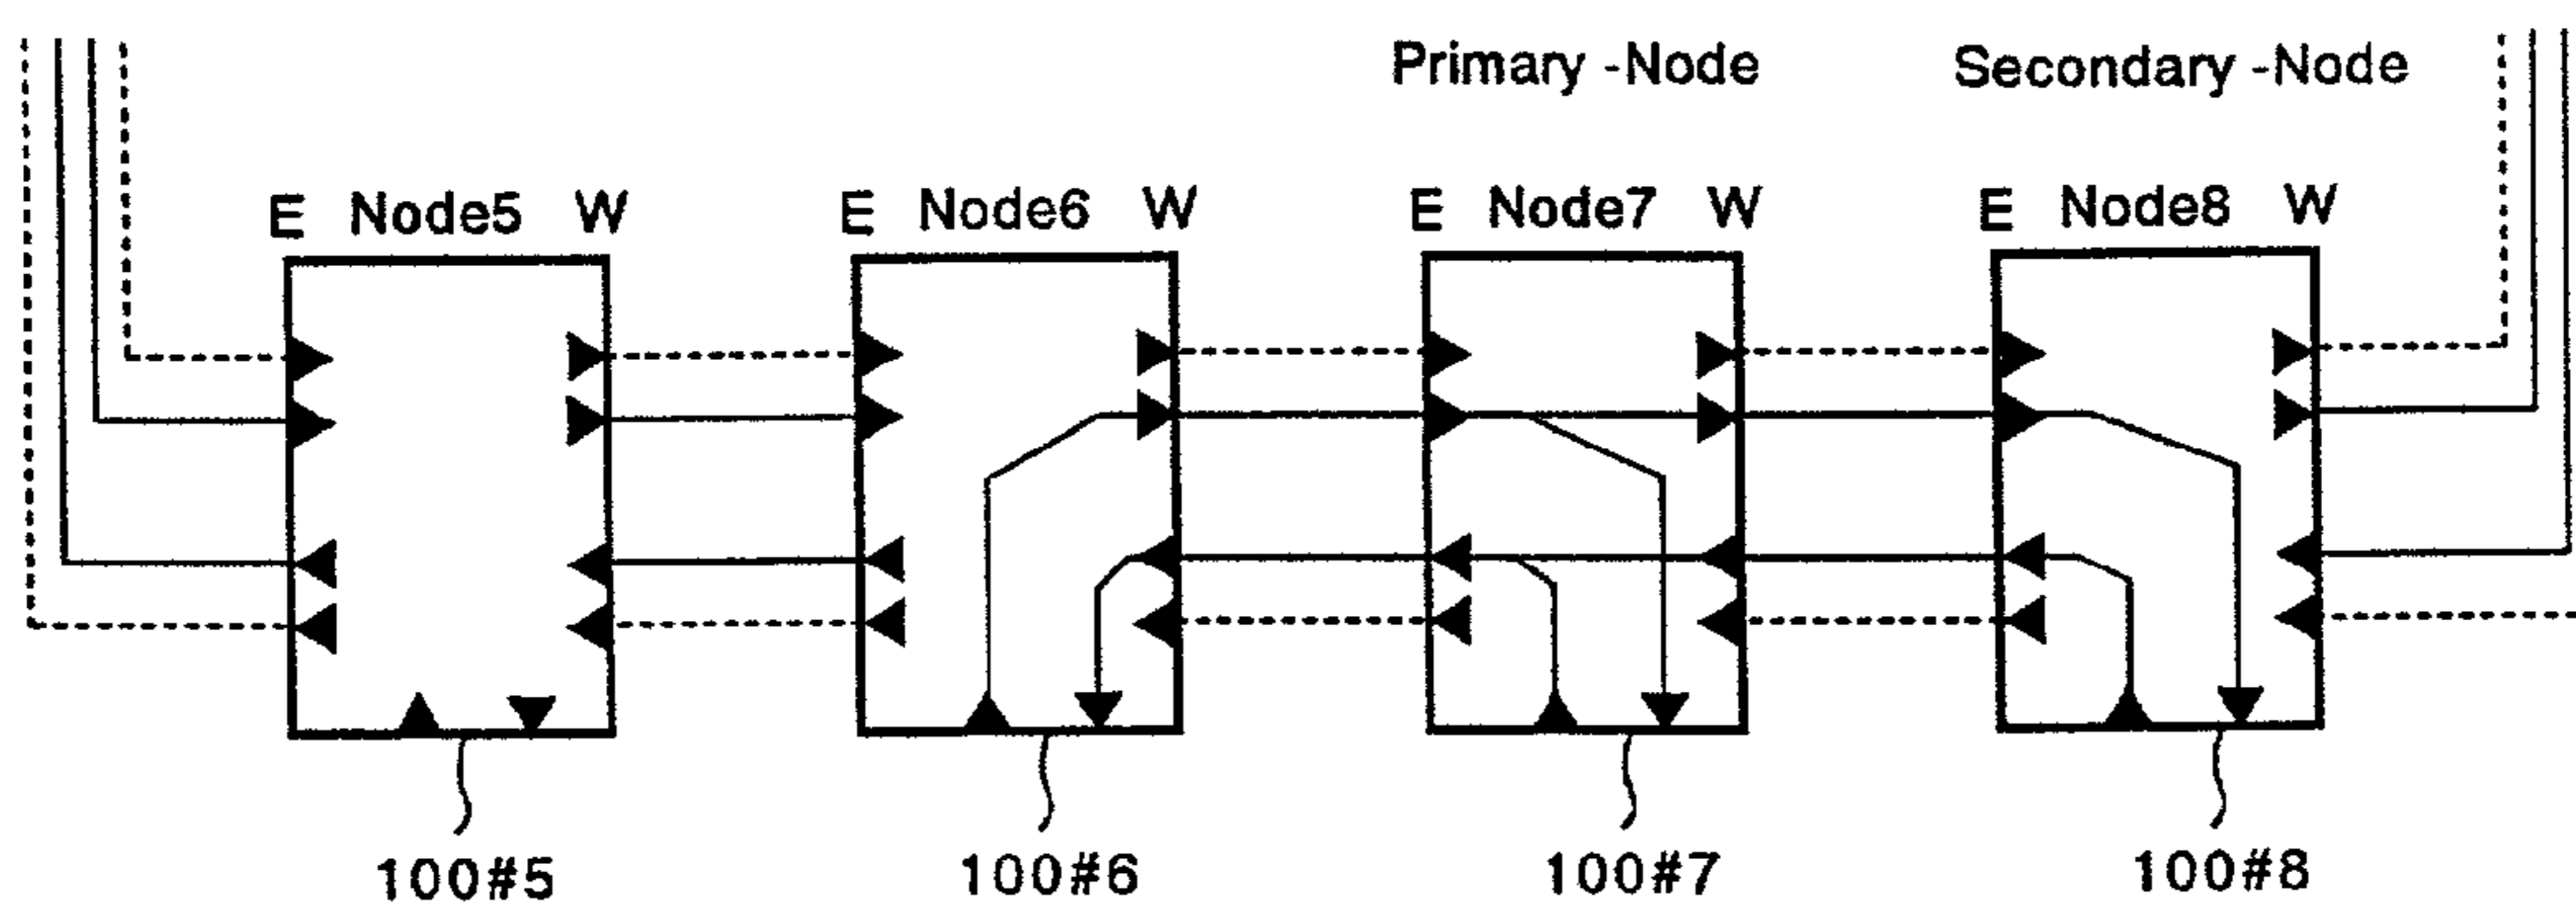 Primary -Node Secondary -Node
E Node5 W E Node6 W E Node7 W E Node8 W
100#5 100#6 100#7 100#8